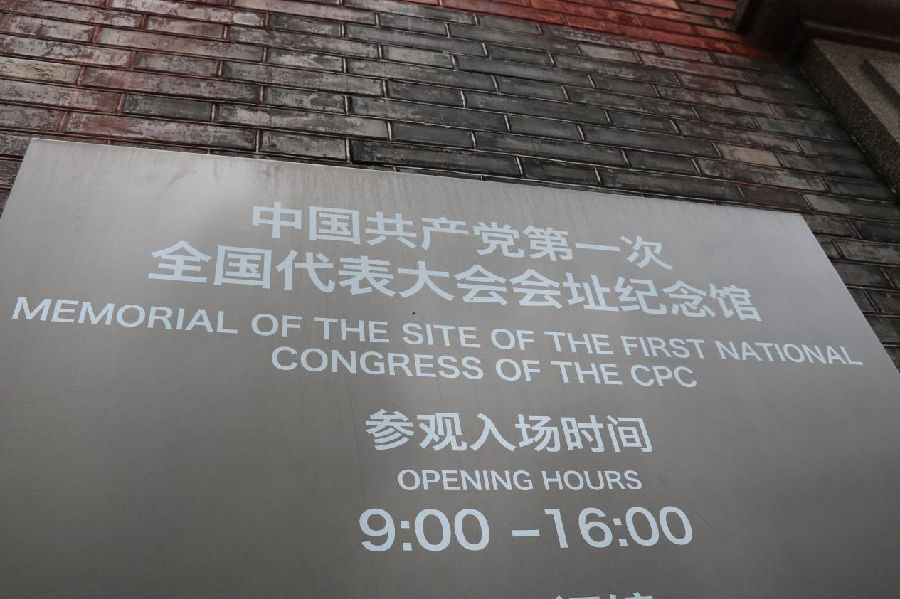 中国共产党第一次
全国代表大会会址纪念馆
MEMORIAL OF THE SITE OF THE FIRST NATIONAL
CONGRESS OF THE CPC
参观入场时间
OPENING HOURS
9:00 –16:00